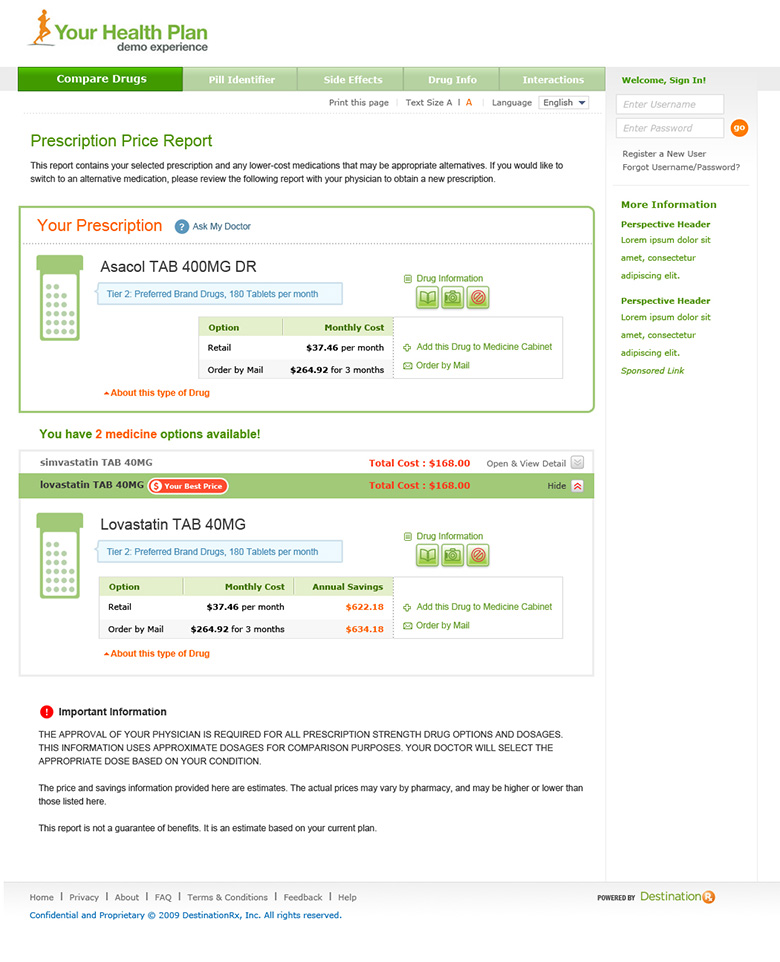 Your Health Plan
demo experience
Compare Drugs
Pill Identifier
Side Effects
Drug Info
Interactions
Welcome, Sign In!
Print this page | Text Size A | A | Language English
Enter Username
Enter Password
go
Register a New User
Forgot Username/Password?
Prescription Price Report
This report contains your selected prescription and any lower-cost medications that may be appropriate alternatives. If you would like to
switch to an alternative medication, please review the following report with your physician to obtain a new prescription.
More Information
Perspective Header
Lorem ipsum dolor sit
amet, consectetur
adipiscing elit.
Perspective Header
Lorem ipsum dolor sit
amet, consectetur
adipiscing elit.
Sponsored Link
Your Prescription ? Ask My Doctor
Asacol TAB 400MG DR
Tier 2: Preferred Brand Drugs, 180 Tablets per month
Drug Information
Option Monthly Cost
Retail $37.46 per month
Order by Mail $264.92 for 3 months
Add this Drug to Medicine Cabinet
Order by Mail
About this type of Drug
You have 2 medicine options available!
simvastatin TAB 40MG Total Cost : $168.00 Open & View Detail
lovastatin TAB 40MG $ Your Best Price Total Cost : $168.00 Hide
Lovastatin TAB 40MG
Tier 2: Preferred Brand Drugs, 180 Tablets per month
Drug Information
Option Monthly Cost Annual Savings
Retail $37.46 per month $622.18
Order by Mail $264.92 for 3 months $634.18
Add this Drug to Medicine Cabinet
Order by Mail
About this type of Drug
! Important Information
THE APPROVAL OF YOUR PHYSICIAN IS REQUIRED FOR ALL PRESCRIPTION STRENGTH DRUG OPTIONS AND DOSAGES.
THIS INFORMATION USES APPROXIMATE DOSAGES FOR COMPARISON PURPOSES. YOUR DOCTOR WILL SELECT THE
APPROPRIATE DOSE BASED ON YOUR CONDITION.
The price and savings information provided here are estimates. The actual prices may vary by pharmacy, and may be higher or lower than
those listed here.
This report is not a guarantee of benefits. It is an estimate based on your current plan.
Home | Privacy | About | FAQ | Terms & Conditions | Feedback | Help
POWERED BY DestinationRx
Confidential and Proprietary © 2009 DestinationRx, Inc. All rights reserved.